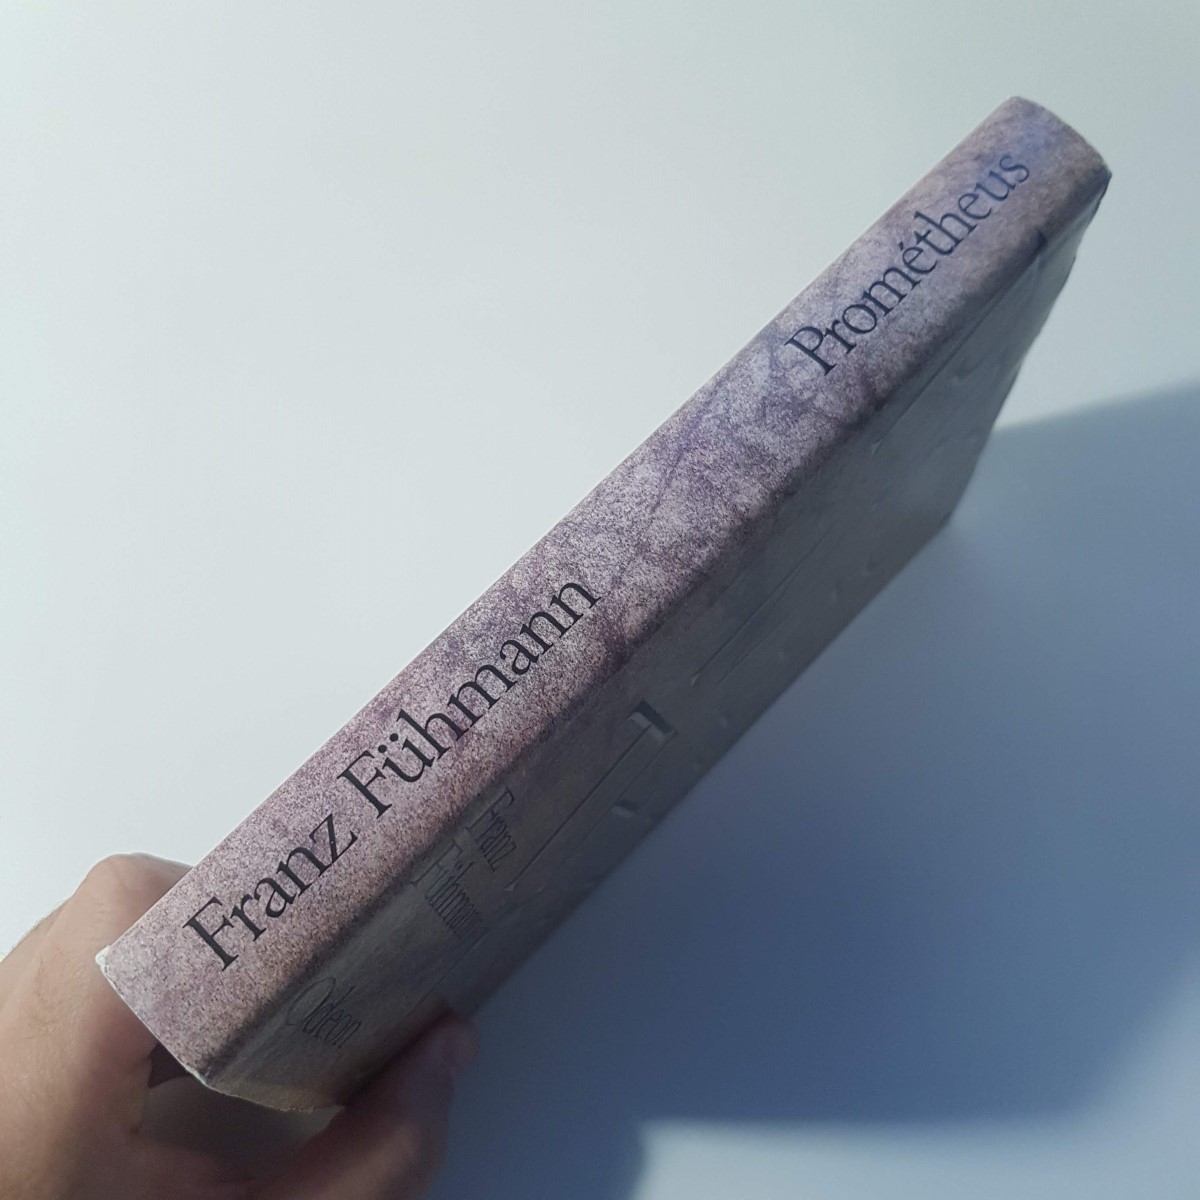 Franz Fühmann
Prométheus
Franz
Fühmann
Odeon